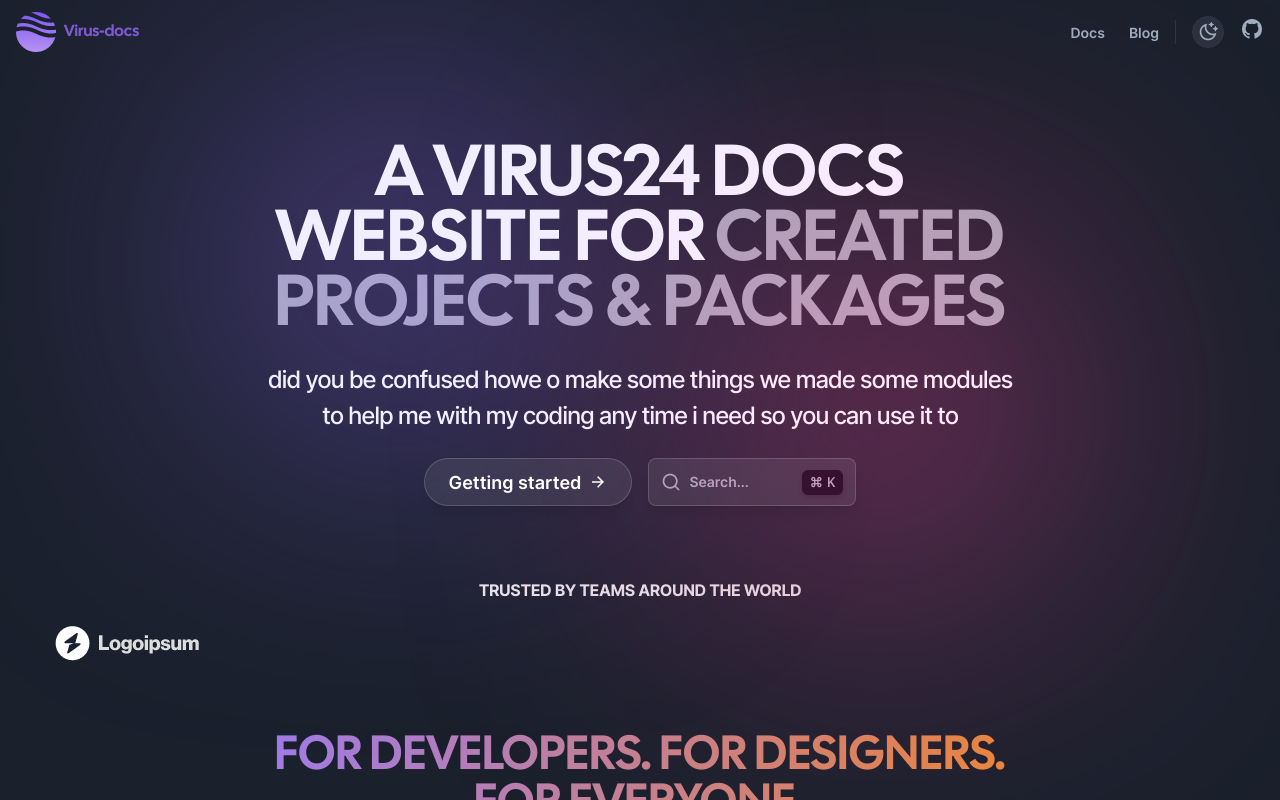 Virus-docs
Docs
Blog
A VIRUS24 DOCS
WEBSITE FOR CREATED
PROJECTS & PACKAGES
did you be confused howe o make some things we made some modules
to help me with my coding any time i need so you can use it to
Getting started →
Search...
⌘ K
TRUSTED BY TEAMS AROUND THE WORLD
Logoipsum
FOR DEVELOPERS. FOR DESIGNERS.
FOR EVERYONE